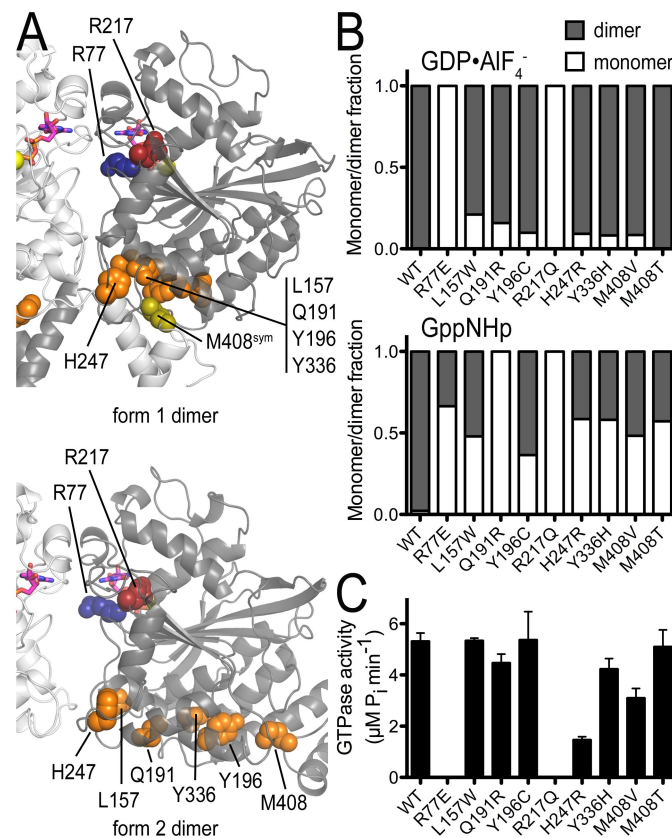 A
R217
R77
L157
Q191
Y196
Y336
M408sym
H247
form 1 dimer
R217
R77
H247
L157
Q191
Y336
Y196
M408
form 2 dimer
B
dimer
monomer
GDP•AlF4-
Monomer/dimer fraction
1.0
0.5
0.0
WT
R77E
L157W
Q191R
Y196C
R217Q
H247R
Y336H
M408V
M408T
GppNHp
Monomer/dimer fraction
1.0
0.5
0.0
WT
R77E
L157W
Q191R
Y196C
R217Q
H247R
Y336H
M408V
M408T
C
GTPase activity
(µM Pi min-1)
6
4
2
0
WT
R77E
L157W
Q191R
Y196C
R217Q
H247R
Y336H
M408V
M408T